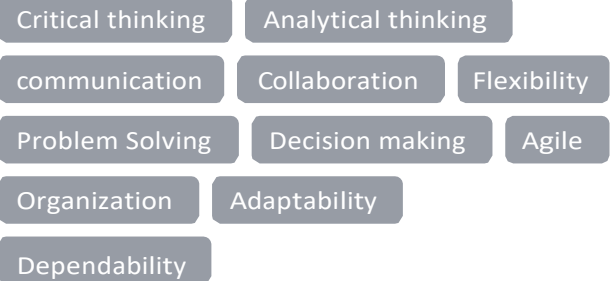 Critical thinking Analytical thinking
communication Collaboration Flexibility
Problem Solving Decision making Agile
Organization Adaptability
Dependability